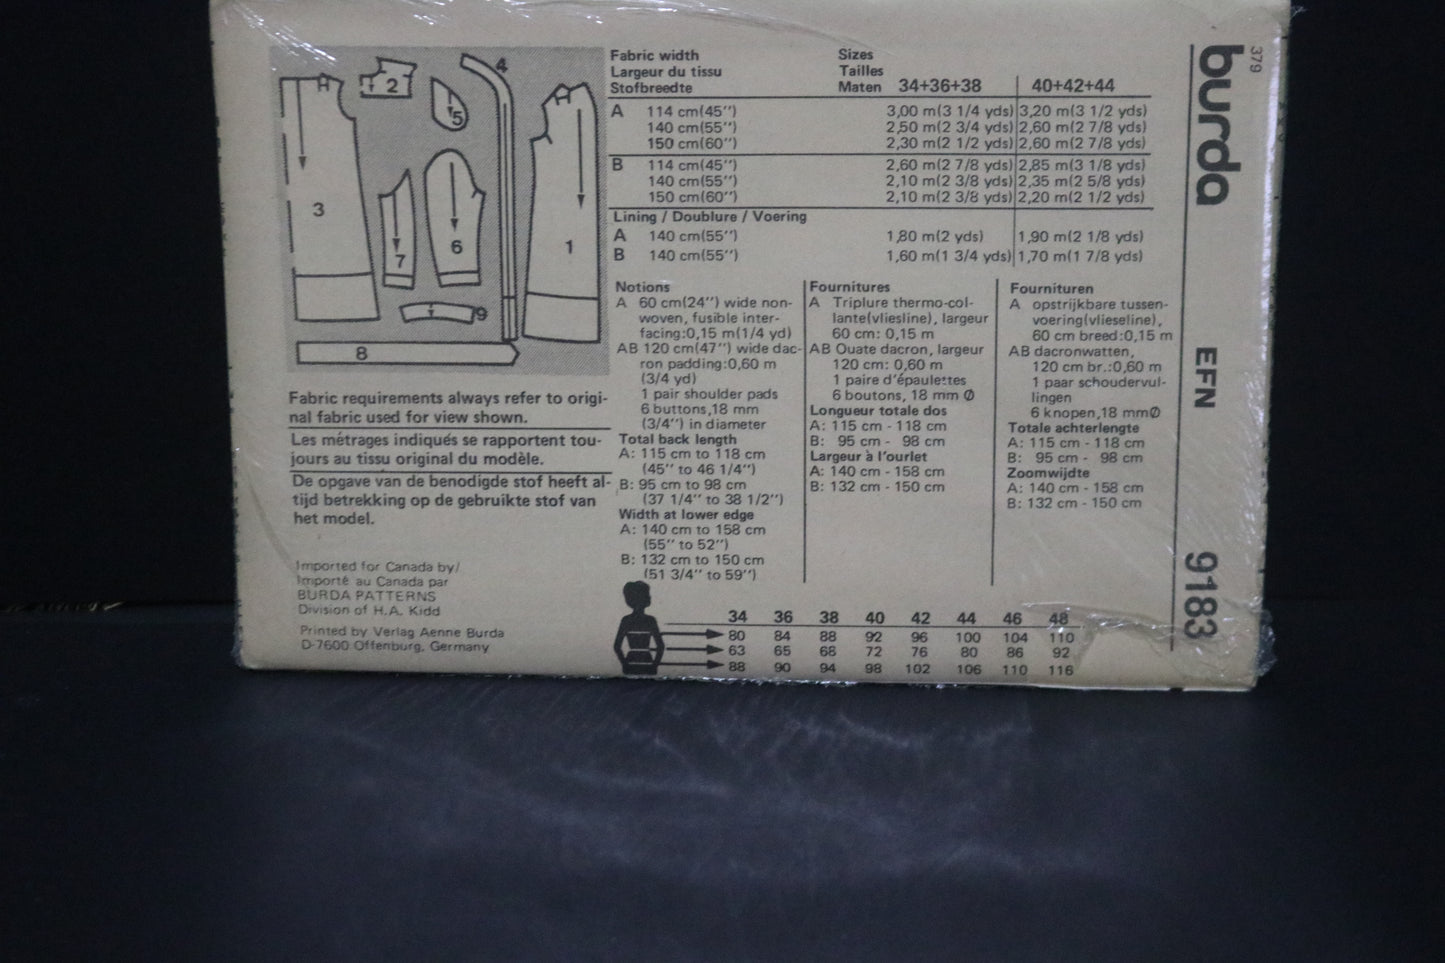 3
2
5
4
7
6
1
9
8
Fabric requirements always refer to origi-
nal fabric used for view shown.
Les métrages indiqués se rapportent tou-
jours au tissu original du modèle.
De opgave van de benodigde stof heeft al-
tijd betrekking op de gebruikte stof van
het model.
Imported for Canada by/
Importé au Canada par
BURDA PATTERNS
Division of H.A. Kidd
Printed by Verlag Aenne Burda
D-7600 Offenburg, Germany
Fabric width Sizes
Largeur du tissu Tailles
Stofbreedte Maten 34+36+38 40+42+44
A 114 cm(45'') 3,00 m(3 1/4 yds) 3,20 m(3 1/2 yds)
140 cm(55'') 2,50 m(2 3/4 yds) 2,60 m(2 7/8 yds)
150 cm(60'') 2,30 m(2 1/2 yds) 2,60 m(2 7/8 yds)
B 114 cm(45'') 2,60 m(2 7/8 yds) 2,85 m(3 1/8 yds)
140 cm(55'') 2,10 m(2 3/8 yds) 2,35 m(2 5/8 yds)
150 cm(60'') 2,10 m(2 3/8 yds) 2,20 m(2 1/2 yds)
Lining / Doublure / Voering
A 140 cm(55'') 1,80 m(2 yds) 1,90 m(2 1/8 yds)
B 140 cm(55'') 1,60 m(1 3/4 yds) 1,70 m(1 7/8 yds)
Notions
A 60 cm(24'') wide non-
woven, fusible inter-
facing:0,15 m(1/4 yd)
AB 120 cm(47'') wide dac-
ron padding:0,60 m
(3/4 yd)
1 pair shoulder pads
6 buttons,18 mm
(3/4'') in diameter
Total back length
A: 115 cm to 118 cm
(45'' to 46 1/4'')
B: 95 cm to 98 cm
(37 1/4'' to 38 1/2'')
Width at lower edge
A: 140 cm to 158 cm
(55'' to 52'')
B: 132 cm to 150 cm
(51 3/4'' to 59'')
Fournitures
A Triplure thermo-col-
lante(vliesline), largeur
60 cm: 0,15 m
AB Ouate dacron, largeur
120 cm: 0,60 m
1 paire d'épaulettes
6 boutons, 18 mm Ø
Longueur totale dos
A: 115 cm - 118 cm
B: 95 cm - 98 cm
Largeur à l'ourlet
A: 140 cm - 158 cm
B: 132 cm - 150 cm
Fournituren
A opstrijkbare tussen-
voering(vlieseline),
60 cm breed:0,15 m
AB dacronwatten,
120 cm br.:0,60 m
1 paar schoudervul-
lingen
6 knopen,18 mmØ
Totale achterlengte
A: 115 cm - 118 cm
B: 95 cm - 98 cm
Zoomwijdte
A: 140 cm - 158 cm
B: 132 cm - 150 cm
34 36 38 40 42 44 46 48
80 84 88 92 96 100 104 110
63 65 68 72 76 80 86 92
88 90 94 98 102 106 110 116
379
burda
EFN
9183